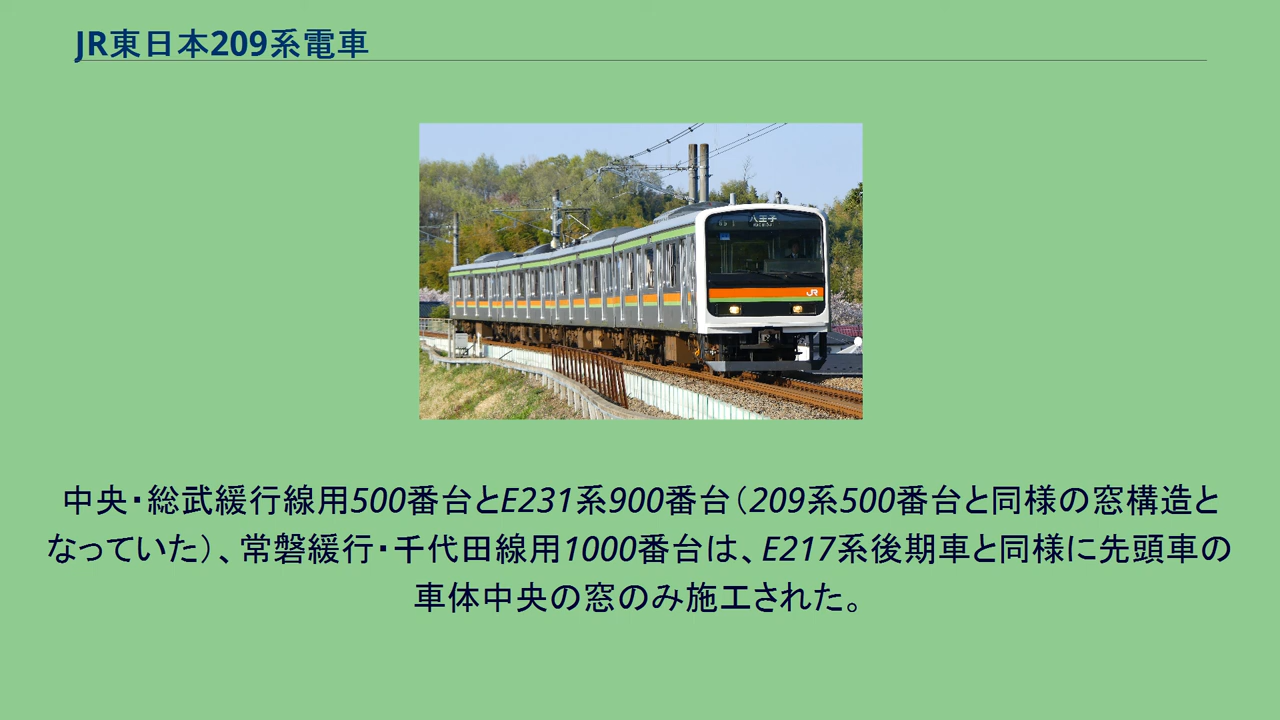 JR東日本209系電車
八王子
JR
中央・総武緩行線用500番台とE231系900番台（209系500番台と同様の窓構造と
なっていた）、常磐緩行・千代田線用1000番台は、E217系後期車と同様に先頭車の
車体中央の窓のみ施工された。